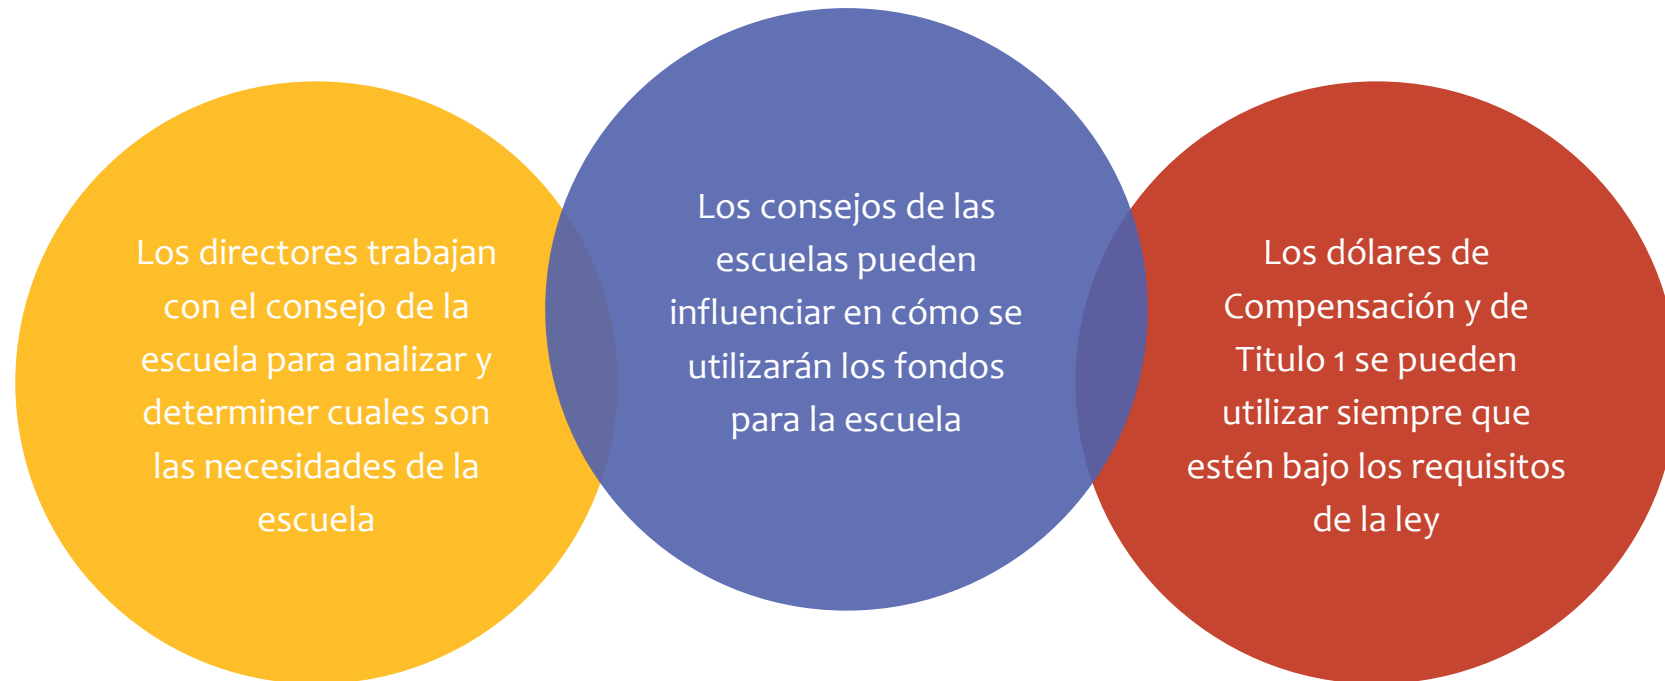 Los directores trabajan
con el consejo de la
escuela para analizar y
determiner cuales son
las necesidades de la
escuela
Los consejos de las
escuelas pueden
influenciar en cómo se
utilizarán los fondos
para la escuela
Los dólares de
Compensación y de
Titulo 1 se pueden
utilizar siempre que
estén bajo los requisitos
de la ley